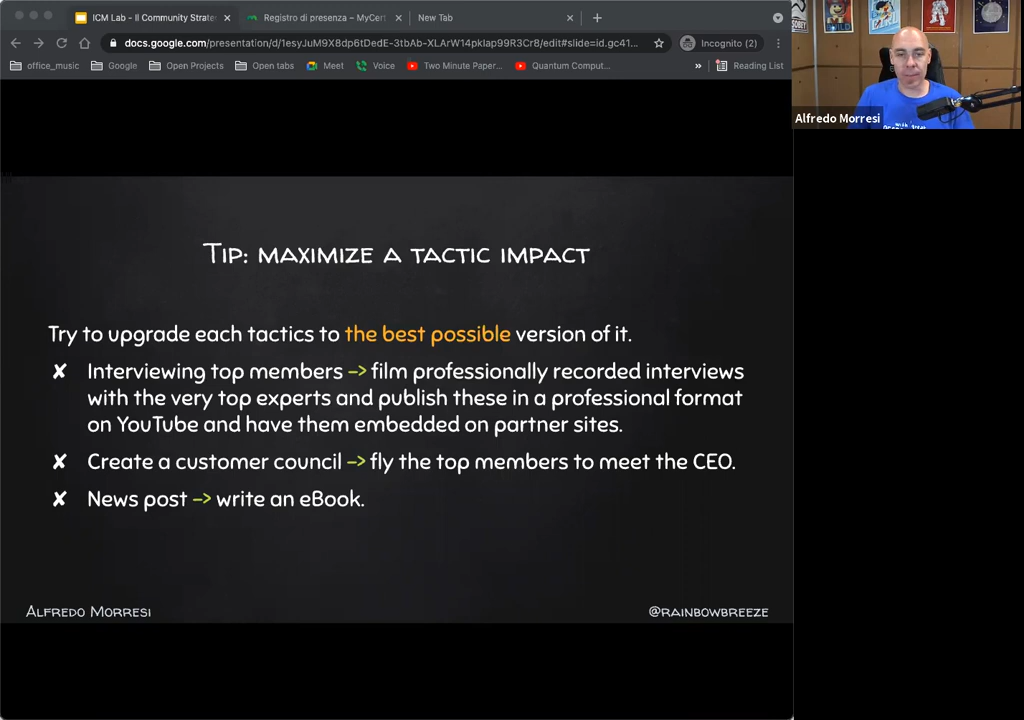 ICM Lab - Il Community Strate
Registro di presenza – MyCert
New Tab
docs.google.com/presentation/d/1esyJuM9X8dp6tDedE-3tbAb-XLArW14pkIap99R3Cr8/edit#slide=id.gc41...
Incognito (2)
office_music
Google
Open Projects
Open tabs
Meet
Voice
Two Minute Paper...
Quantum Comput...
»
Reading List
Alfredo Morresi
Tip: maximize a tactic impact
Try to upgrade each tactics to the best possible version of it.
✘ Interviewing top members -> film professionally recorded interviews
with the very top experts and publish these in a professional format
on YouTube and have them embedded on partner sites.
✘ Create a customer council -> fly the top members to meet the CEO.
✘ News post -> write an eBook.
Alfredo Morresi
@rainbowbreeze